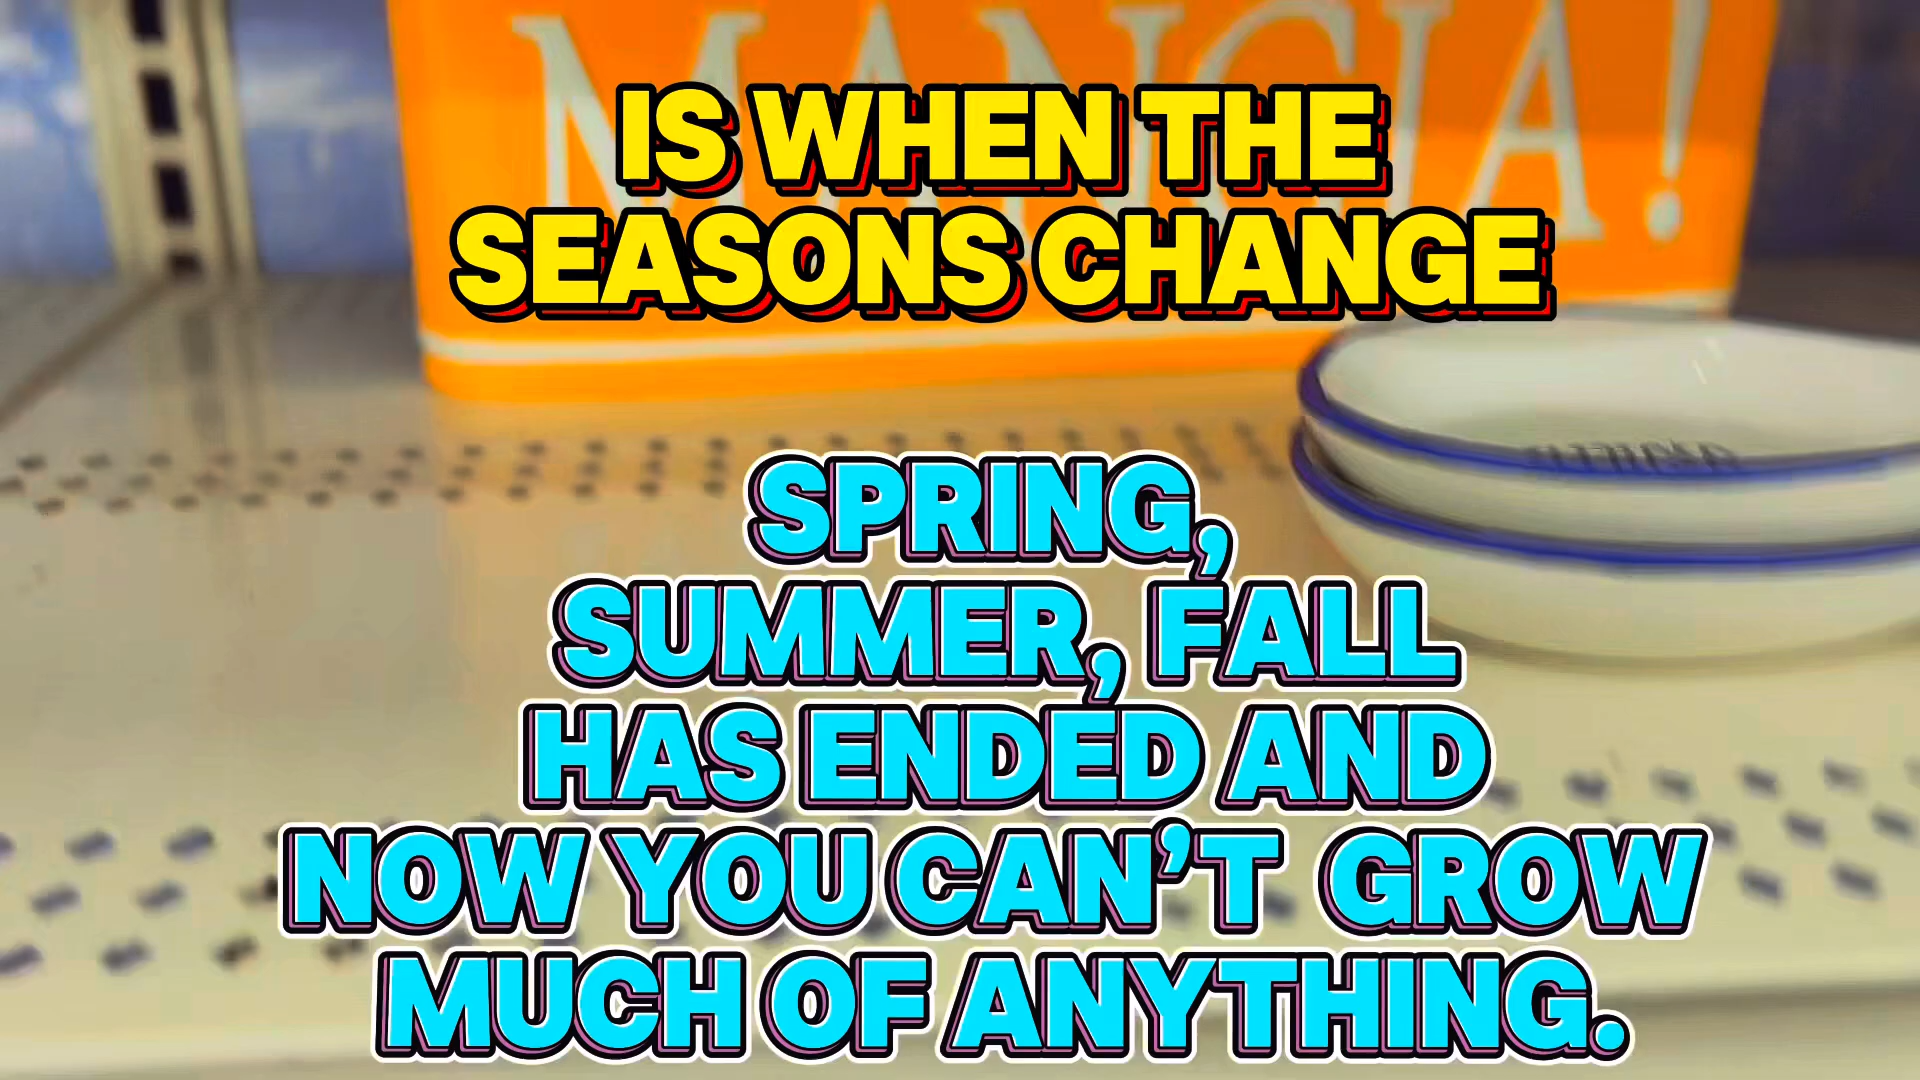 MANGIA!
IS WHEN THE
SEASONS CHANGE
SPRING,
SUMMER, FALL
HAS ENDED AND
NOW YOU CAN'T GROW
MUCH OF ANYTHING.